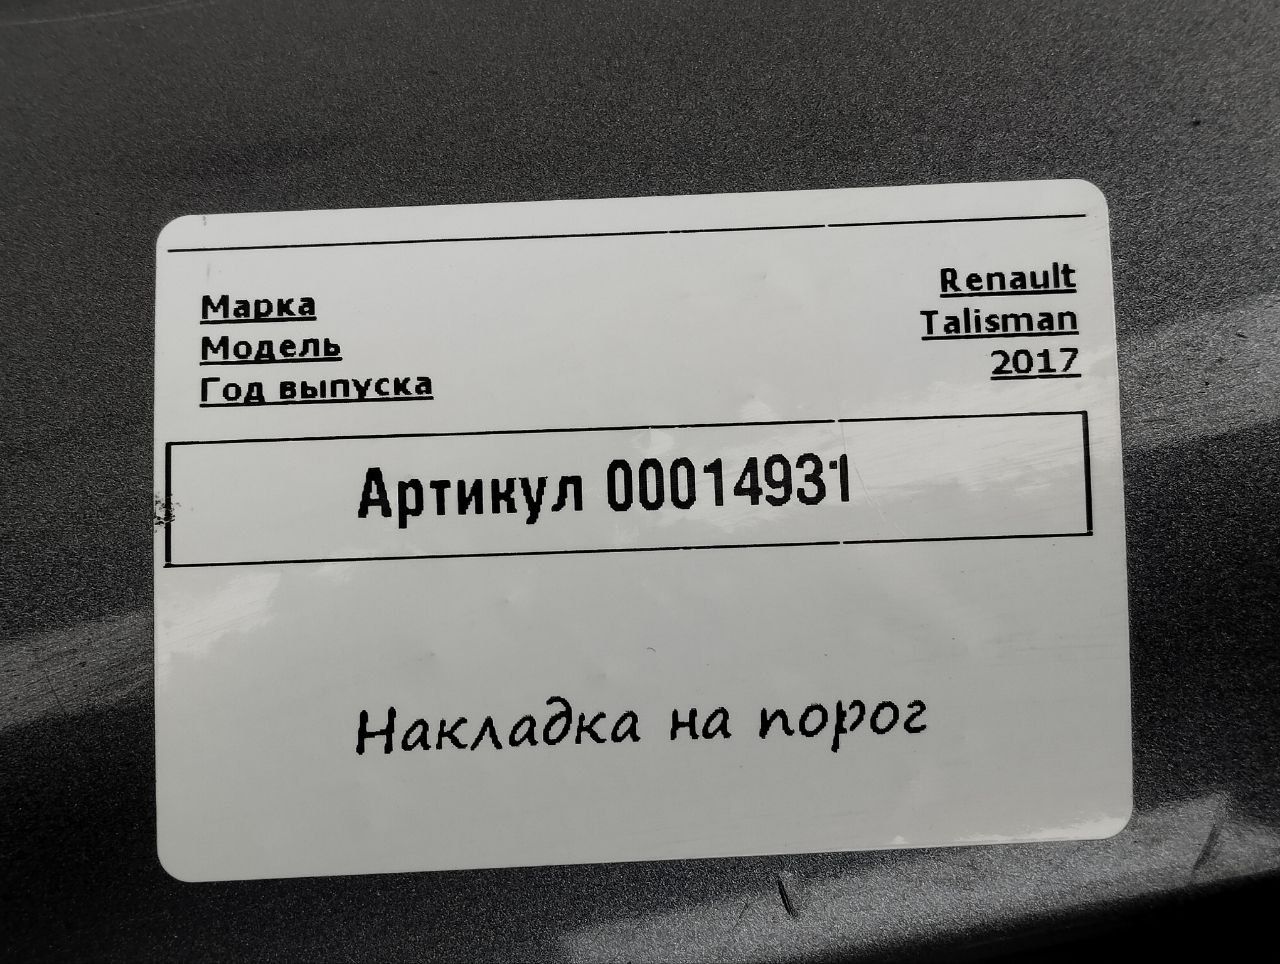 Марка
Renault
Модель
Talisman
Год выпуска
2017
Артикул 00014931
Накладка на порог